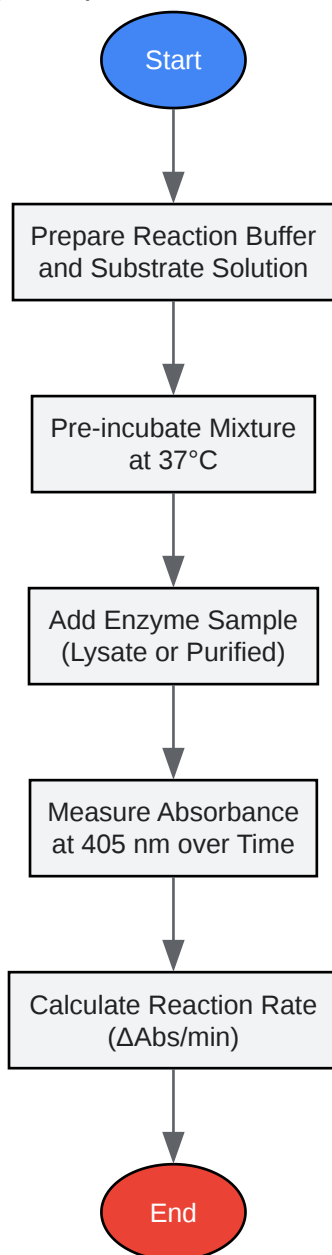 Start
Prepare Reaction Buffer
and Substrate Solution
Pre-incubate Mixture
at 37°C
Add Enzyme Sample
(Lysate or Purified)
Measure Absorbance
at 405 nm over Time
Calculate Reaction Rate
(ΔAbs/min)
End